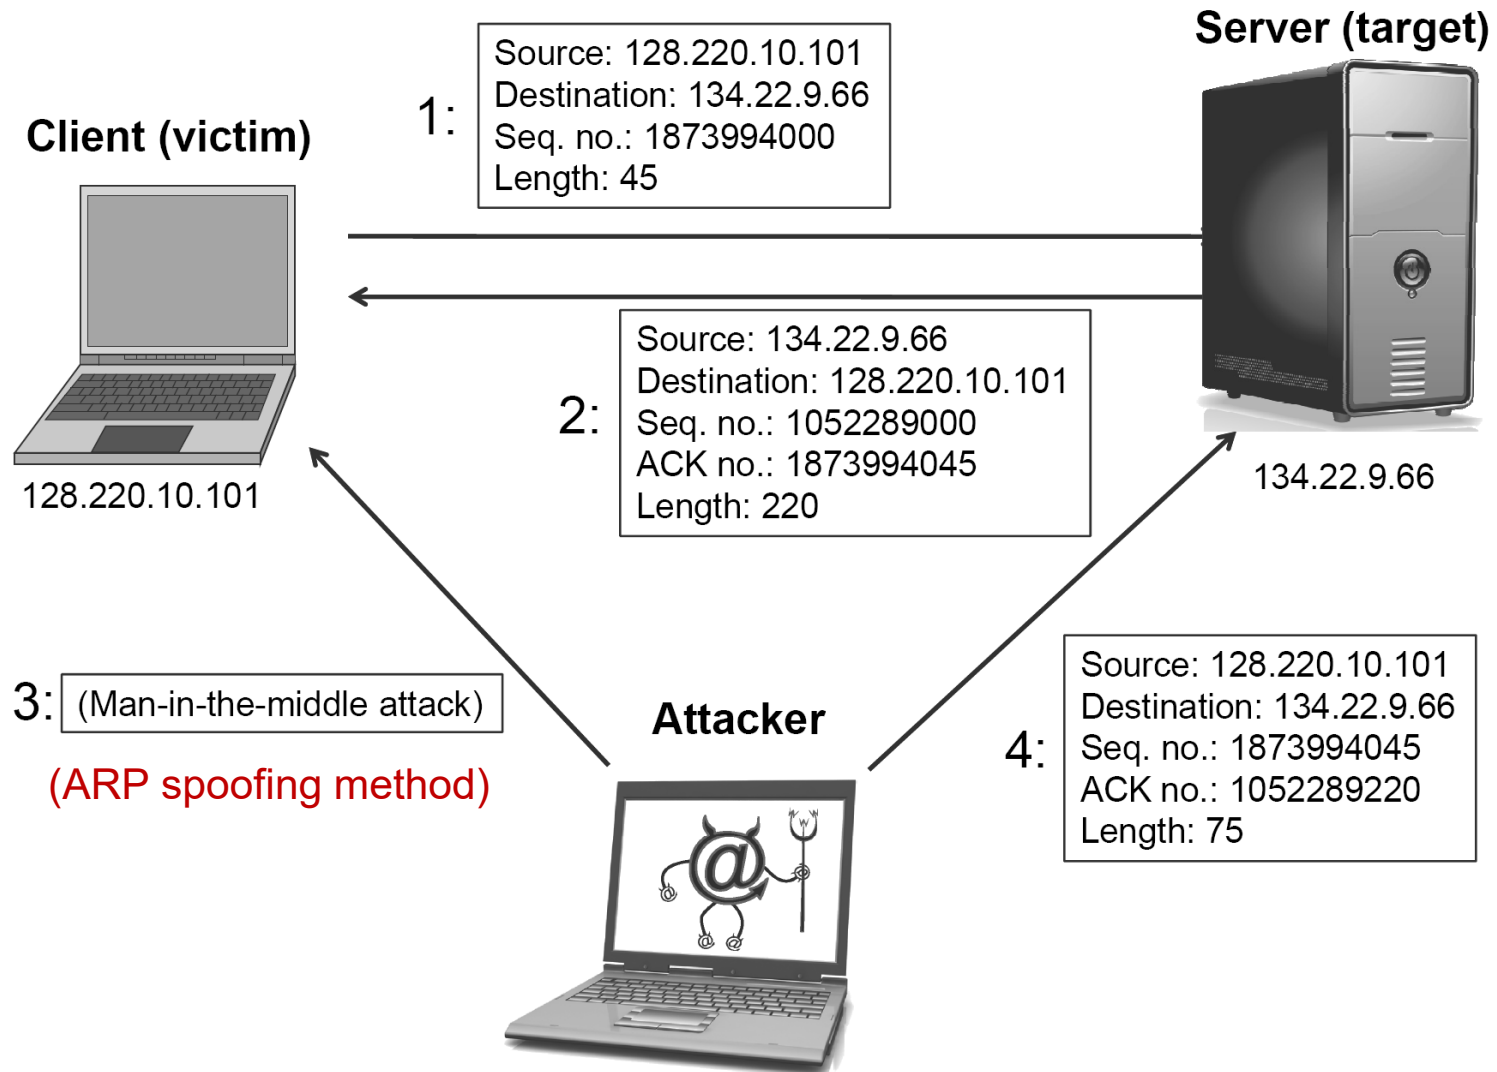 Server (target)
Client (victim)
1:
Source: 128.220.10.101
Destination: 134.22.9.66
Seq. no.: 1873994000
Length: 45
2:
Source: 134.22.9.66
Destination: 128.220.10.101
Seq. no.: 1052289000
ACK no.: 1873994045
Length: 220
128.220.10.101
134.22.9.66
3:
(Man-in-the-middle attack)
(ARP spoofing method)
Attacker
4:
Source: 128.220.10.101
Destination: 134.22.9.66
Seq. no.: 1873994045
ACK no.: 1052289220
Length: 75
@
@
@
@
@